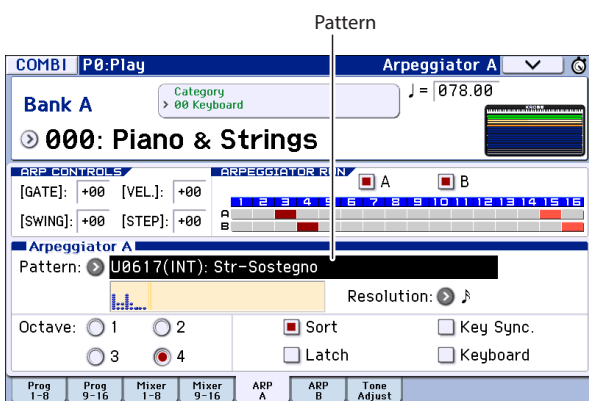 Pattern
COMBI P0:Play Arpeggiator A
Bank A
Category
00 Keyboard
♩= 078.00
000: Piano & Strings
ARP CONTROLS
ARPEGGIATOR RUN
A B
[GATE]: +00 [VEL.]: +00
1 2 3 4 5 6 7 8 9 10 11 12 13 14 15 16
A
[SWING]: +00 [STEP]: +00
B
Arpeggiator A
Pattern: U0617(INT): Str-Sostegno
Resolution: ♪
Octave: 1 2 Sort Key Sync.
3 4 Latch Keyboard
Prog 1-8 Prog 9-16 Mixer 1-8 Mixer 9-16 ARP A ARP B Tone Adjust